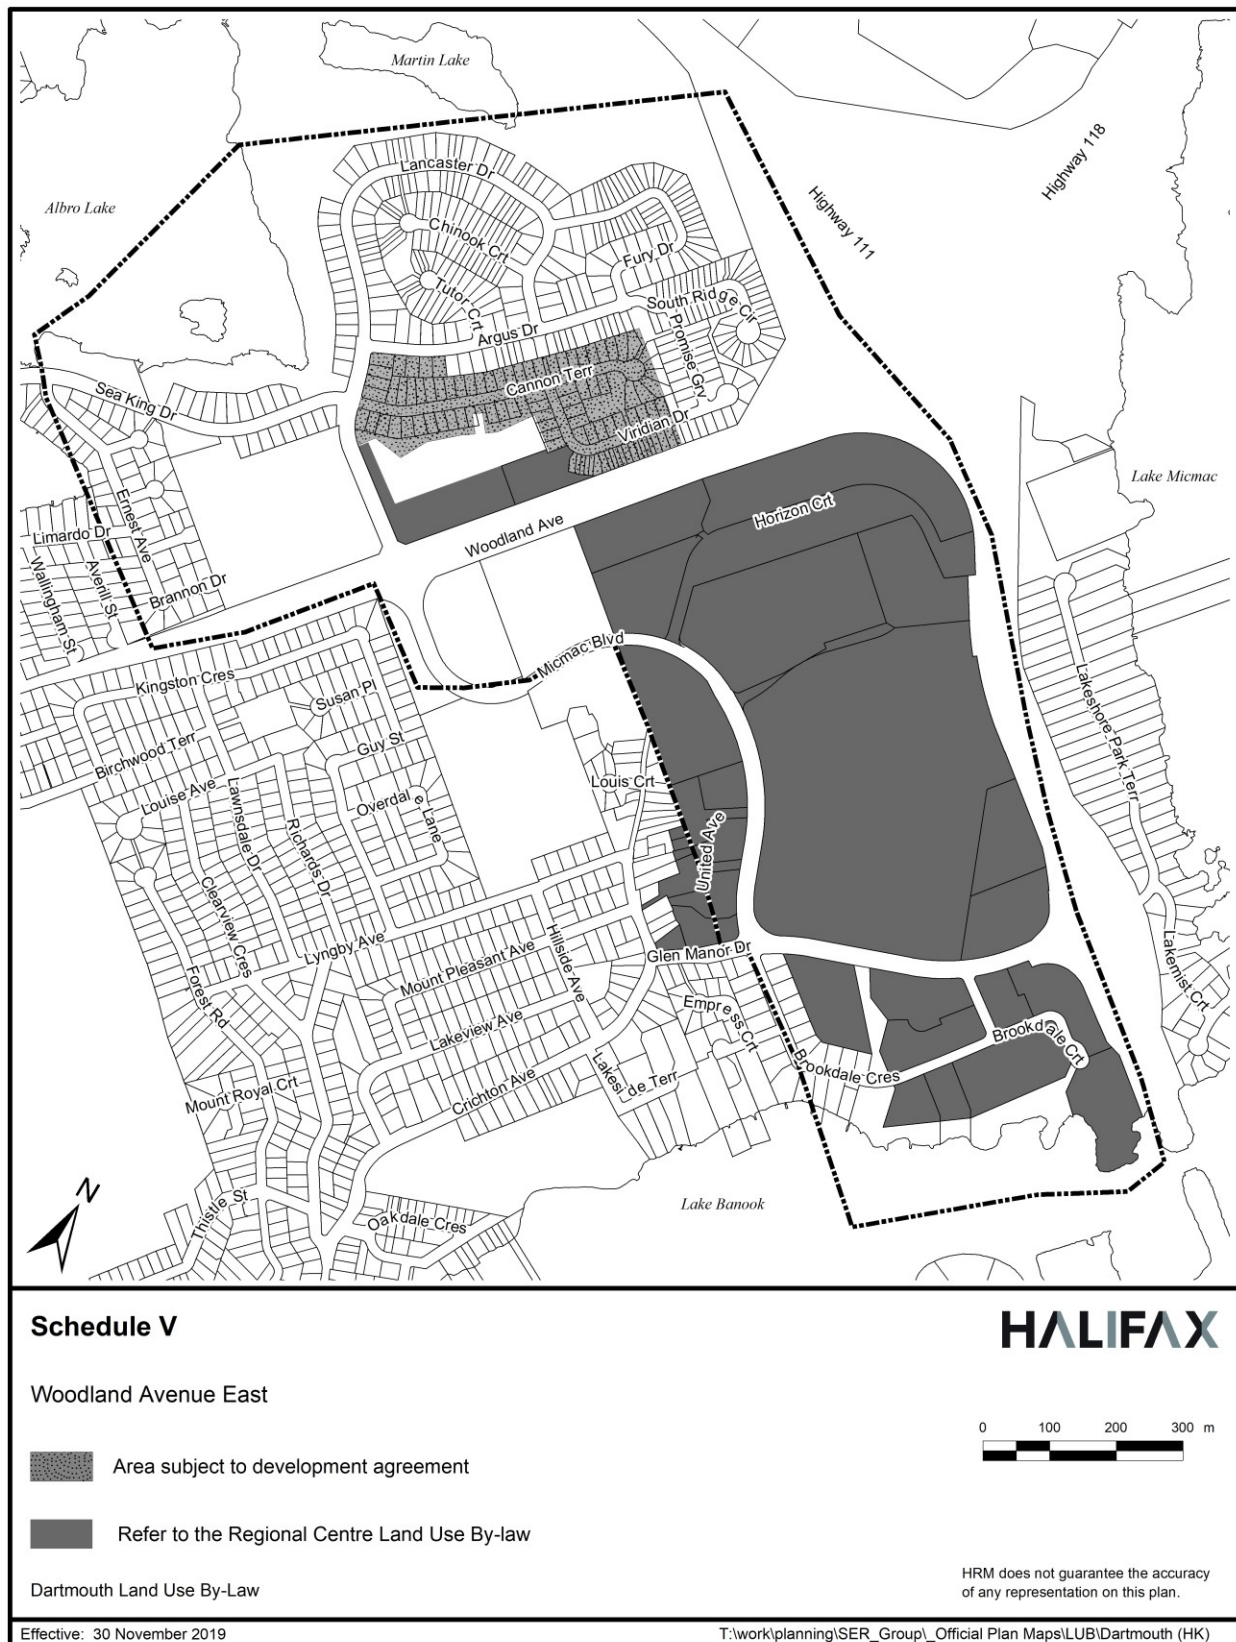 Martin Lake
Highway 118
Lancaster Dr
Albro Lake
Highway 111
Chinook Crt
Fury Dr
Tutor Crt
South Ridge Cir
Argus Dr
Promise Grv
Cannon Terr
Sea King Dr
Viridian Dr
Lake Micmac
Ernest Ave
Horizon Crt
Woodland Ave
Limardo Dr
Wallingham St
Averill St
Brannon Dr
Micmac Blvd
Kingston Cres
Susan Pl
Lakeshore Park Terr
Birchwood Terr
Guy St
Louise Ave
Louis Crt
Overdale Lane
Lawnsdale Dr
Richards Dr
United Ave
Clearview Cres
Lyngby Ave
Hillside Ave
Mount Pleasant Ave
Glen Manor Dr
Lakemist Crt
Forest Rd
Empress Crt
Lakeview Ave
Brookdale Crt
Brookdale Cres
Crichton Ave
Lakeside Terr
Mount Royal Crt
N
Thistle St
Oakdale Cres
Lake Banook
Schedule V
HALIFAX
Woodland Avenue East
0 100 200 300 m
Area subject to development agreement
Refer to the Regional Centre Land Use By-law
Dartmouth Land Use By-Law
HRM does not guarantee the accuracy
of any representation on this plan.
Effective: 30 November 2019
T:\work\planning\SER_Group\_Official Plan Maps\LUB\Dartmouth (HK)